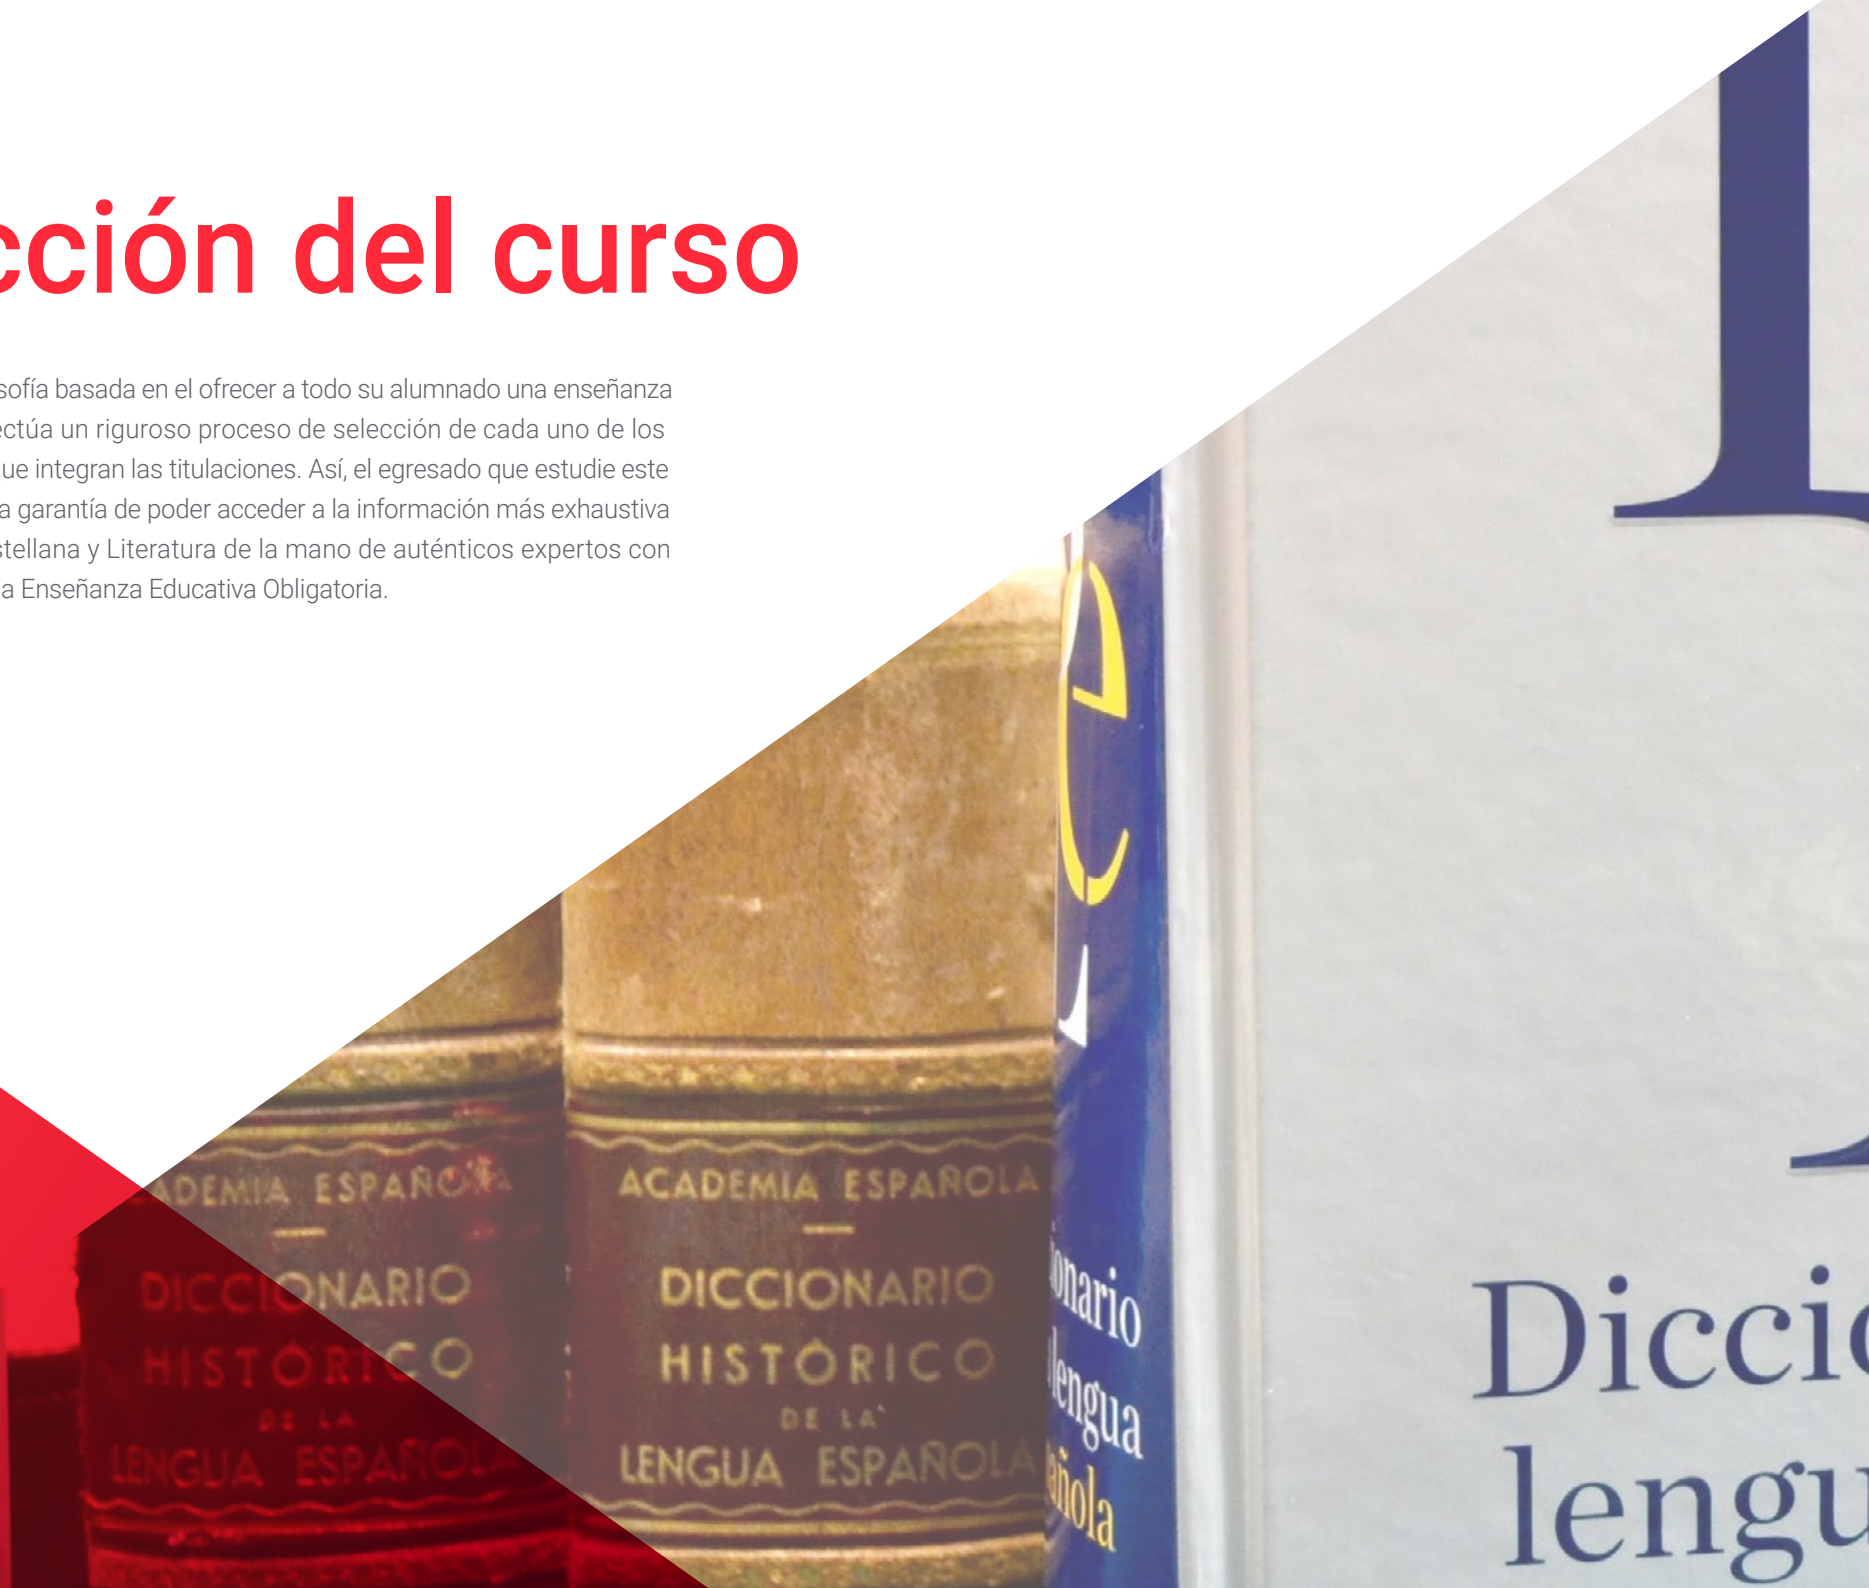 cción del curso
sofía basada en el ofrecer a todo su alumnado una enseñanza
ectúa un riguroso proceso de selección de cada uno de los
ue integran las titulaciones. Así, el egresado que estudie este
a garantía de poder acceder a la información más exhaustiva
stellana y Literatura de la mano de auténticos expertos con
a Enseñanza Educativa Obligatoria.
ADEMIA ESPAÑOLA
DICCIONARIO
HISTÓRICO
DE LA
LENGUA ESPAÑOLA
ACADEMIA ESPAÑOLA
DICCIONARIO
HISTÓRICO
DE LA
LENGUA ESPAÑOLA
e
ionario
lengua
añola
Diccio
lengu